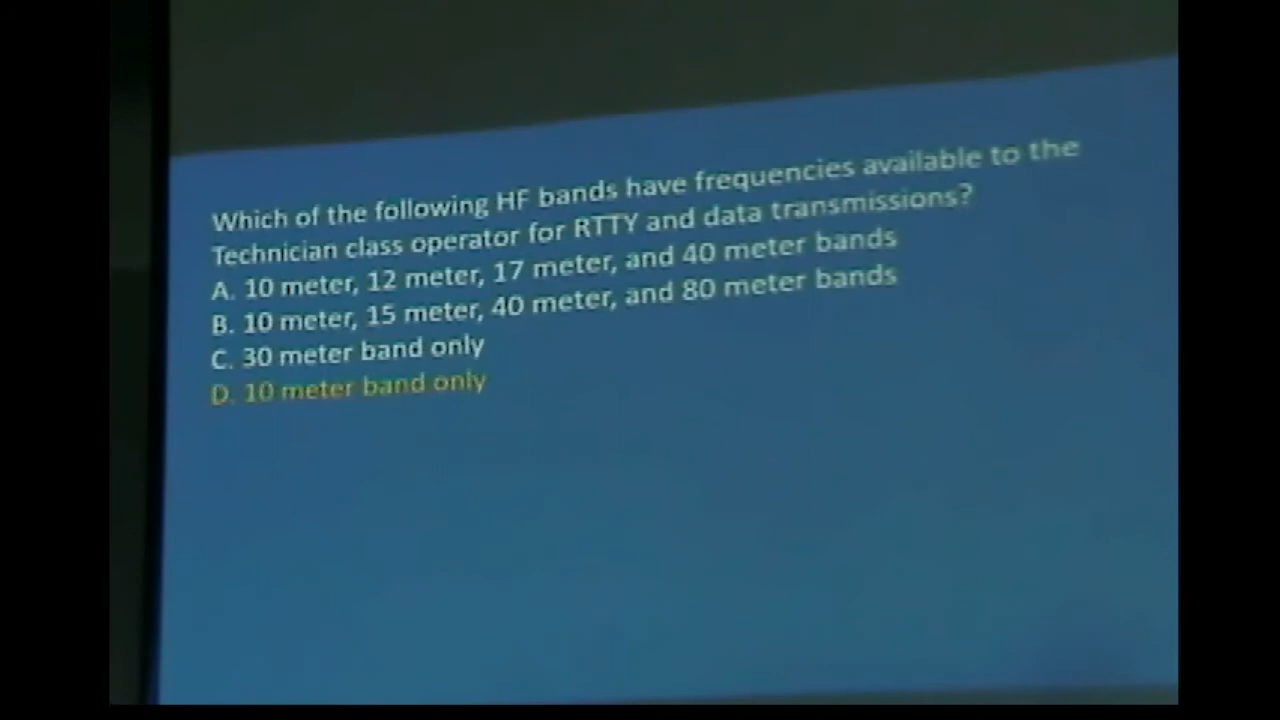 Which of the following HF bands have frequencies available to the
Technician class operator for RTTY and data transmissions?
A. 10 meter, 12 meter, 17 meter, and 40 meter bands
B. 10 meter, 15 meter, 40 meter, and 80 meter bands
C. 30 meter band only
D. 10 meter band only